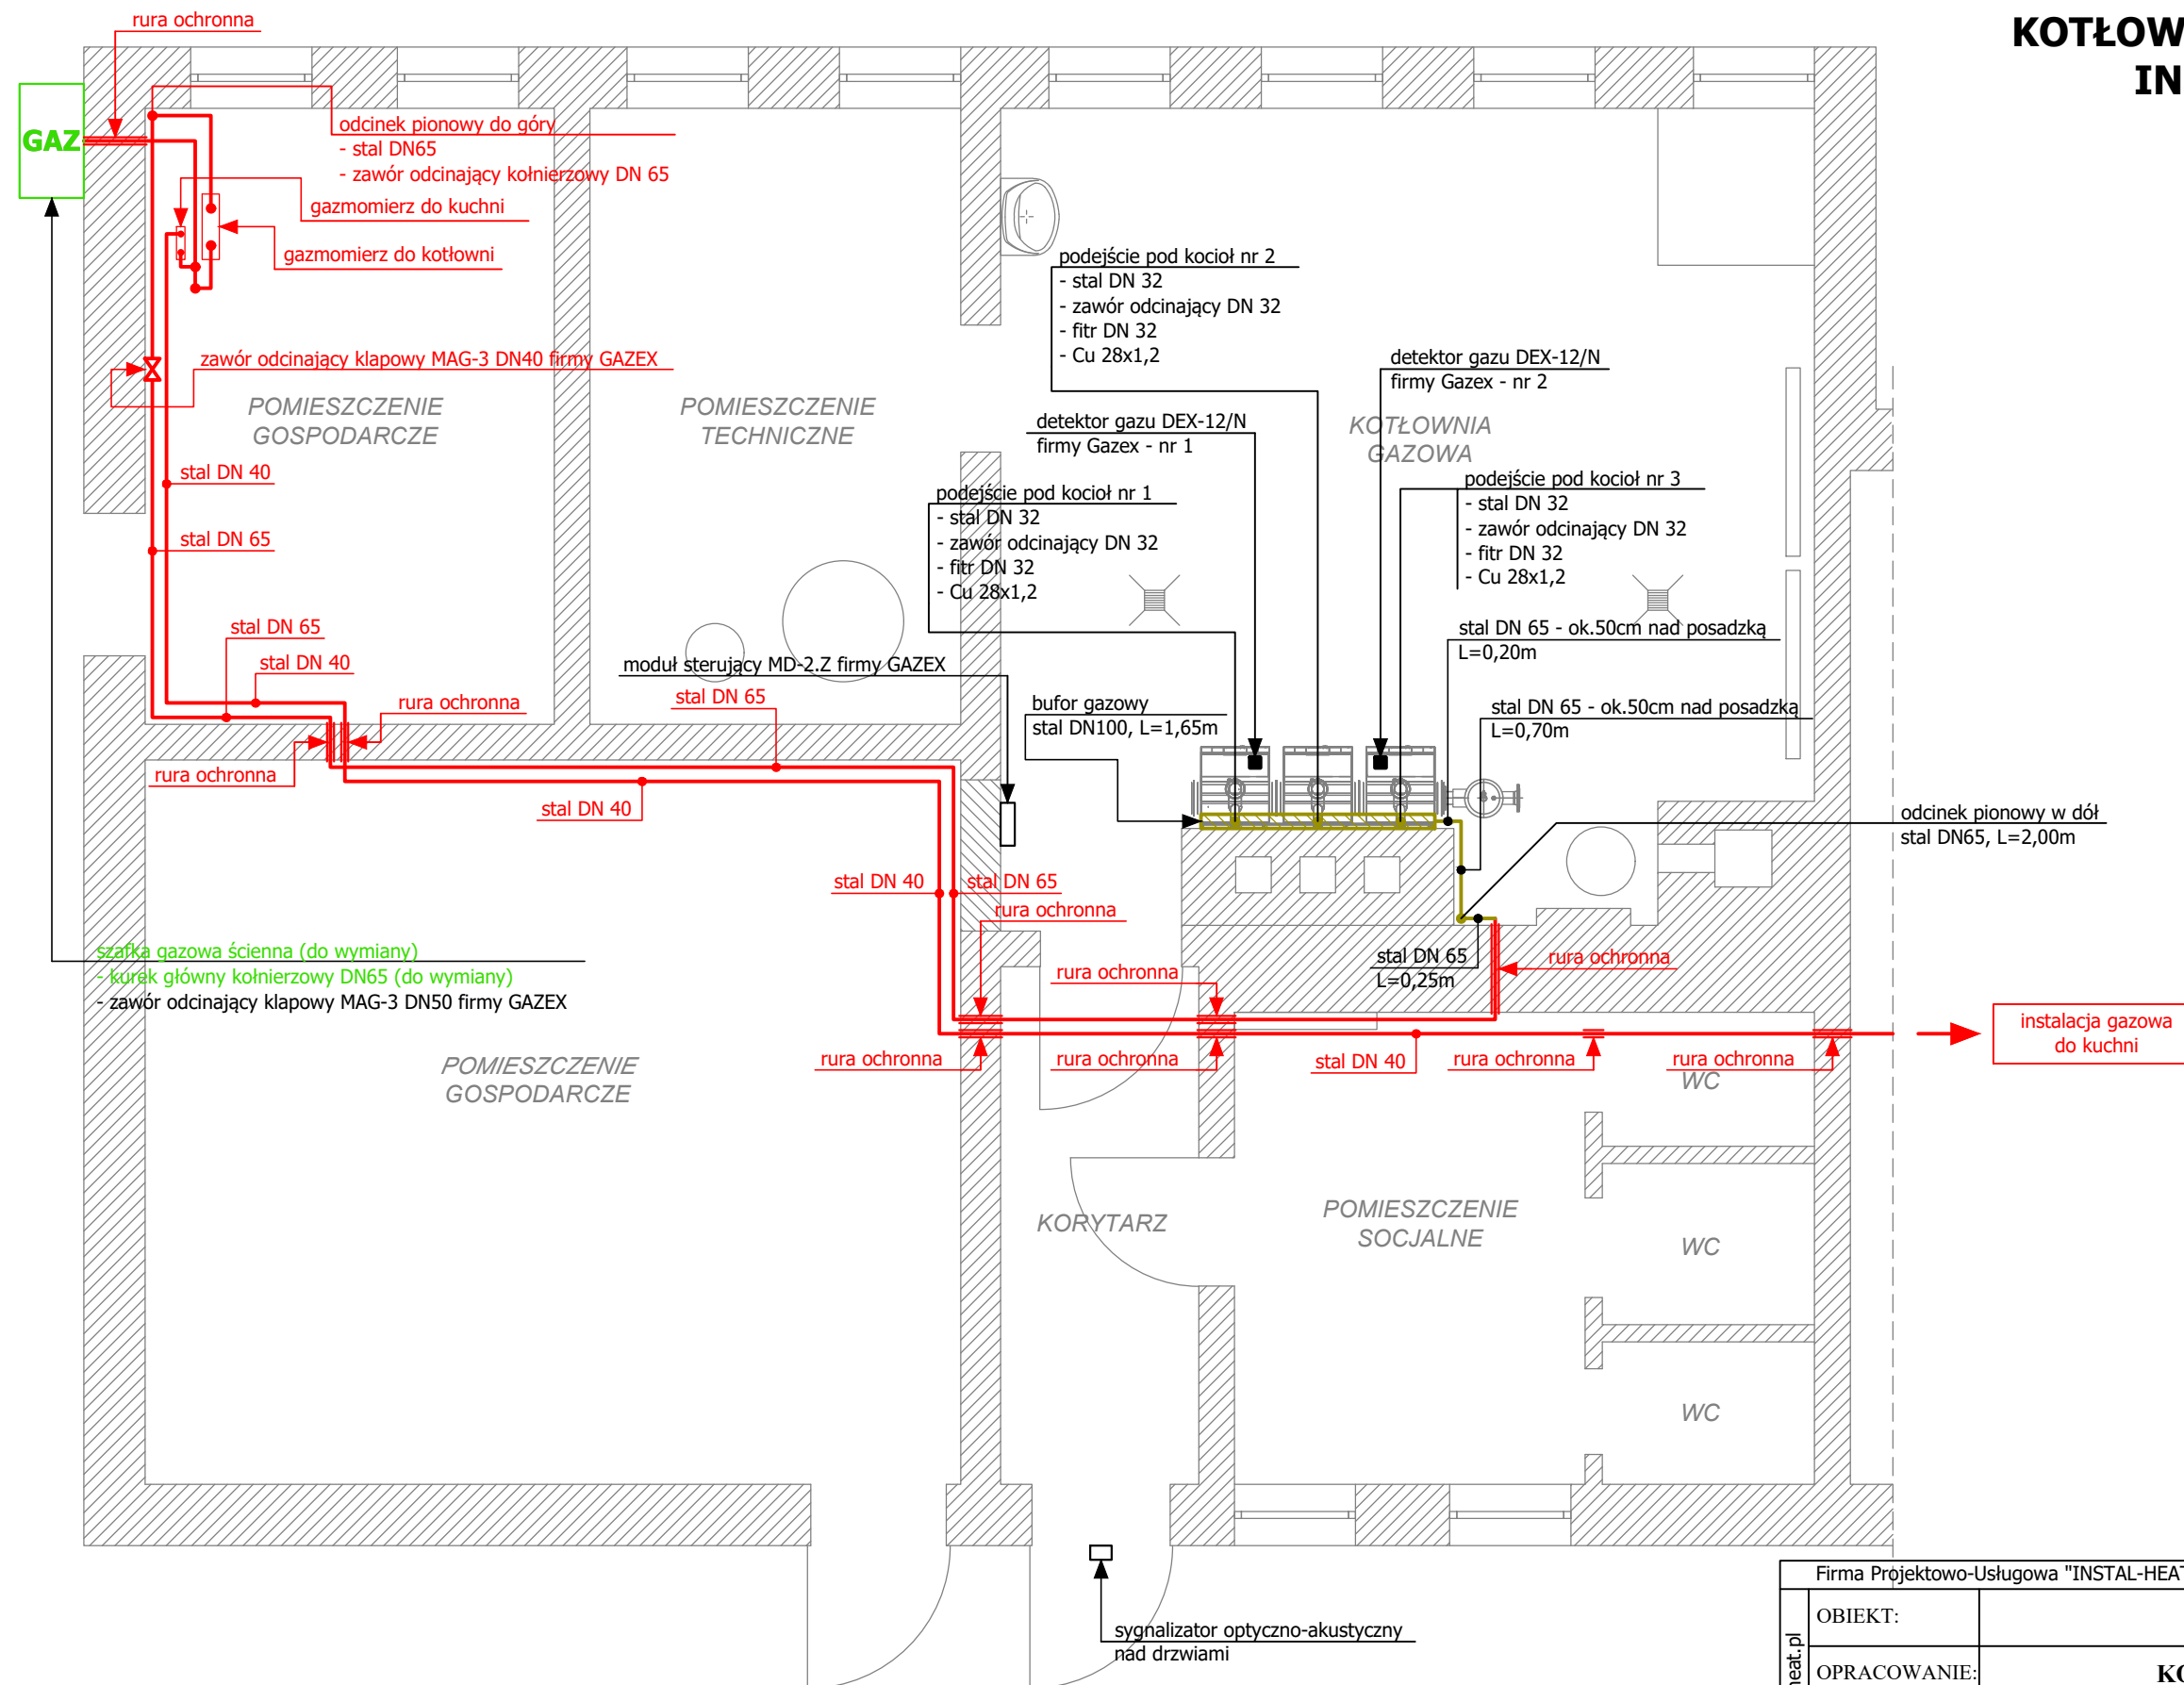 rura ochronna
KOTŁOW
IN
GAZ
odcinek pionowy do góry
- stal DN65
- zawór odcinający kołnierzowy DN 65
gazmomierz do kuchni
gazmomierz do kotłowni
podejście pod kocioł nr 2
- stal DN 32
- zawór odcinający DN 32
- fitr DN 32
- Cu 28x1,2
zawór odcinający klapowy MAG-3 DN40 firmy GAZEX
detektor gazu DEX-12/N
firmy Gazex - nr 2
POMIESZCZENIE
GOSPODARCZE
POMIESZCZENIE
TECHNICZNE
detektor gazu DEX-12/N
firmy Gazex - nr 1
KOTŁOWNIA
GAZOWA
stal DN 40
podejście pod kocioł nr 1
- stal DN 32
- zawór odcinający DN 32
- fitr DN 32
- Cu 28x1,2
podejście pod kocioł nr 3
- stal DN 32
- zawór odcinający DN 32
- fitr DN 32
- Cu 28x1,2
stal DN 65
stal DN 65
stal DN 40
stal DN 65 - ok.50cm nad posadzką
L=0,20m
moduł sterujący MD-2.Z firmy GAZEX
stal DN 65
rura ochronna
bufor gazowy
stal DN100, L=1,65m
stal DN 65 - ok.50cm nad posadzką
L=0,70m
rura ochronna
stal DN 40
odcinek pionowy w dół
stal DN65, L=2,00m
stal DN 40
stal DN 65
rura ochronna
szafka gazowa ścienna (do wymiany)
- kurek główny kołnierzowy DN65 (do wymiany)
- zawór odcinający klapowy MAG-3 DN50 firmy GAZEX
stal DN 65
L=0,25m
rura ochronna
rura ochronna
instalacja gazowa
do kuchni
rura ochronna
rura ochronna
stal DN 40
rura ochronna
rura ochronna
POMIESZCZENIE
GOSPODARCZE
WC
KORYTARZ
POMIESZCZENIE
SOCJALNE
WC
WC
sygnalizator optyczno-akustyczny
nad drzwiami
Firma Projektowo-Usługowa "INSTAL-HEAT
OBIEKT:
OPRACOWANIE:
KO
heat.pl